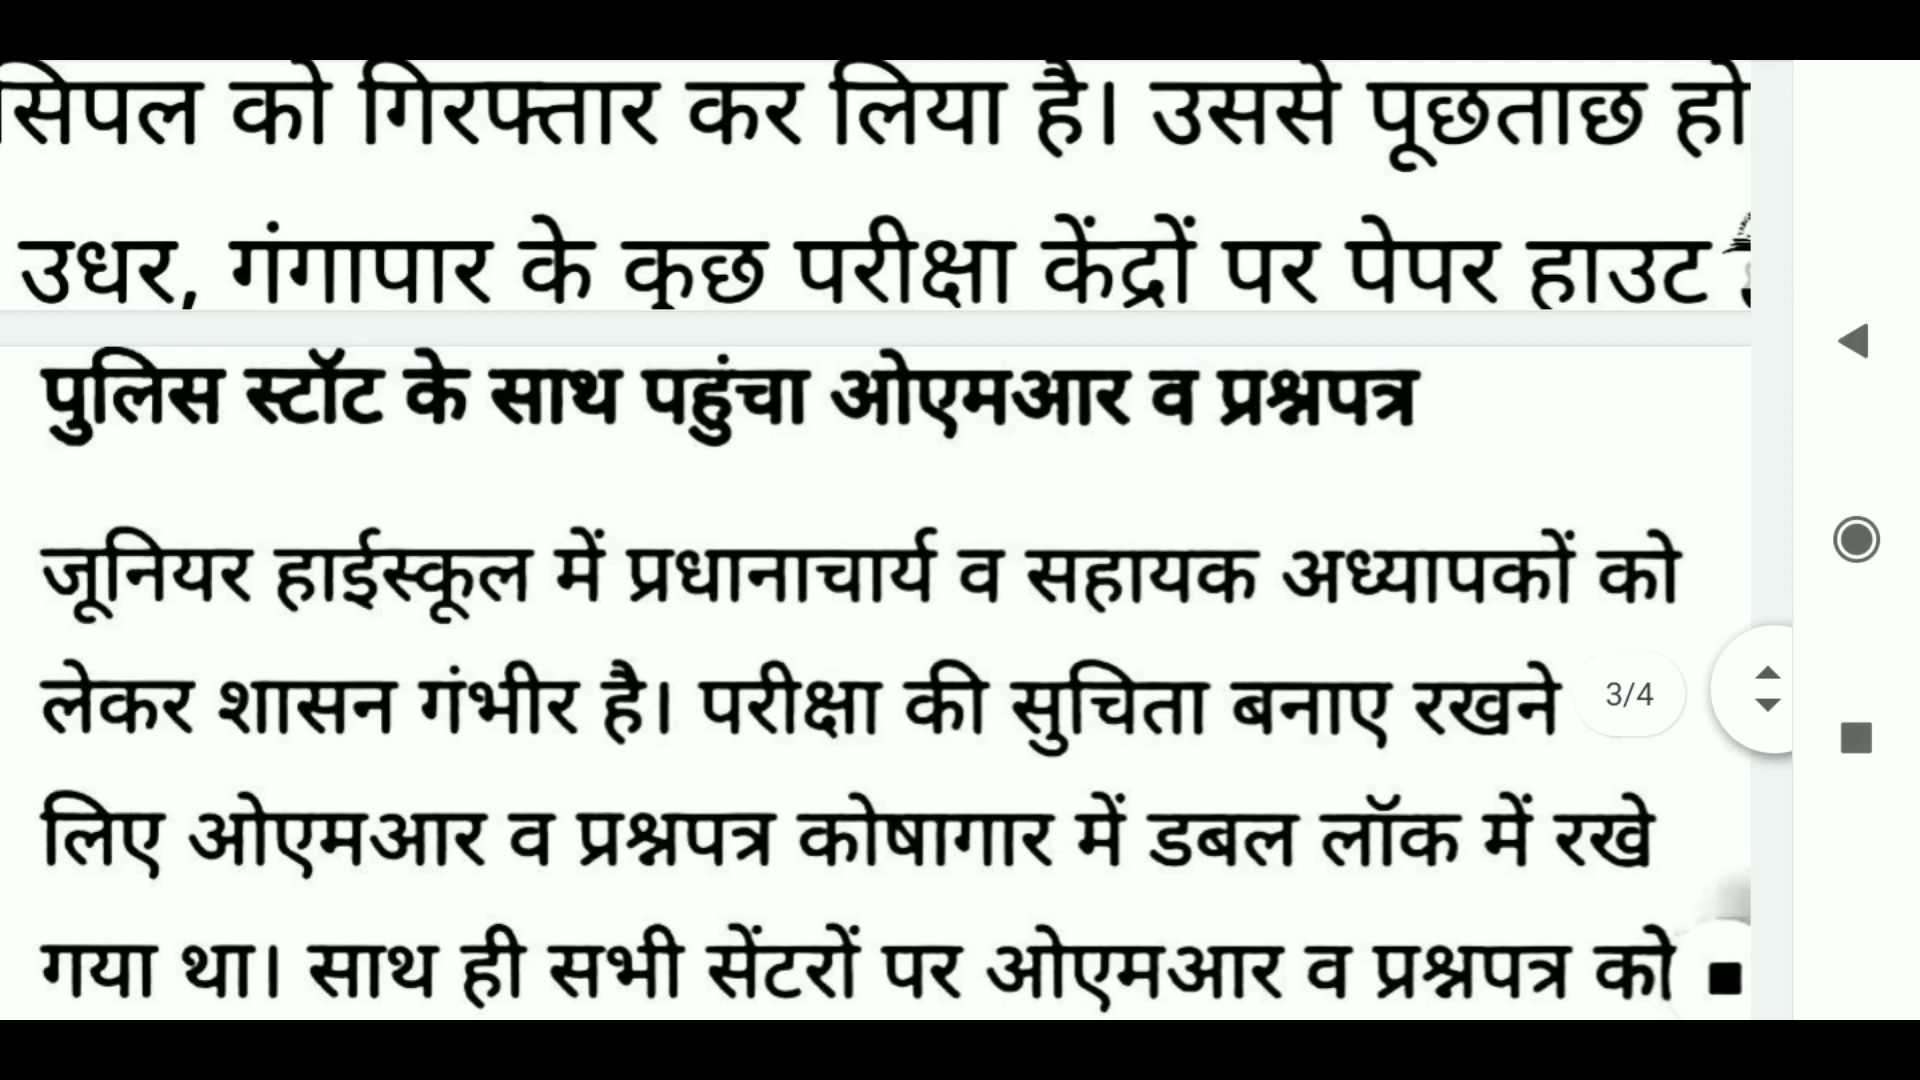 सिपल को गिरफ्तार कर लिया है। उससे पूछताछ हो
उधर, गंगापार के कुछ परीक्षा केंद्रों पर पेपर हाउट
पुलिस स्टॉट के साथ पहुंचा ओएमआर व प्रश्नपत्र
जूनियर हाईस्कूल में प्रधानाचार्य व सहायक अध्यापकों को
लेकर शासन गंभीर है। परीक्षा की सुचिता बनाए रखने
3/4
लिए ओएमआर व प्रश्नपत्र कोषागार में डबल लॉक में रखे
गया था। साथ ही सभी सेंटरों पर ओएमआर व प्रश्नपत्र को